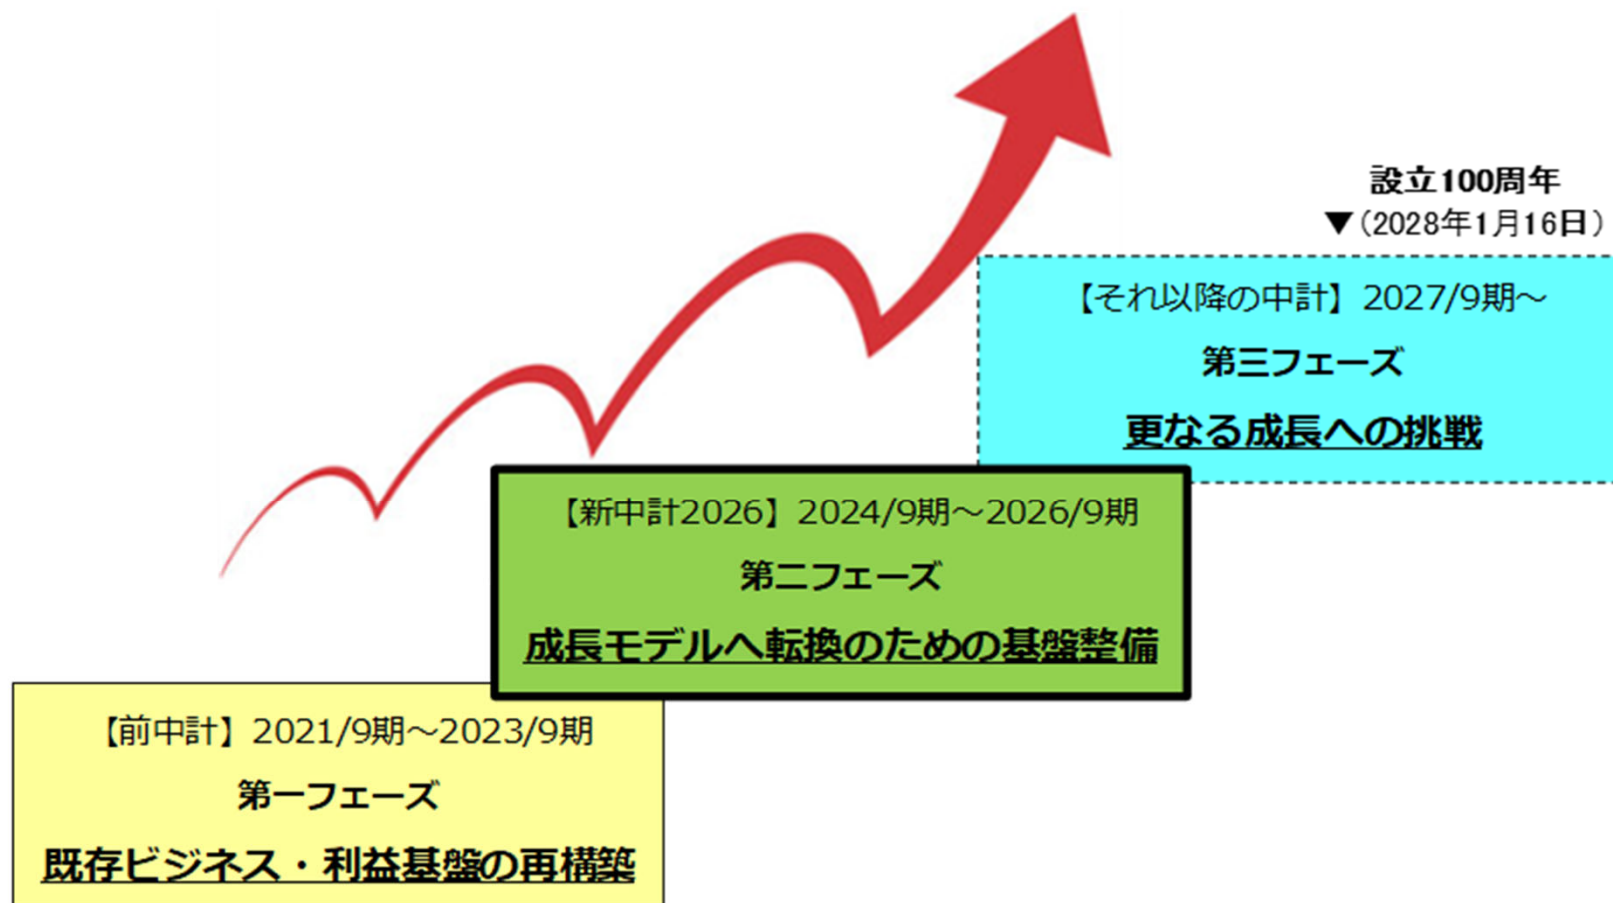 設立100周年
▼(2028年1月16日)
【それ以降の中計】2027/9期～
第三フェーズ
更なる成長への挑戦
【新中計2026】2024/9期～2026/9期
第二フェーズ
成長モデルへ転換のための基盤整備
【前中計】2021/9期～2023/9期
第一フェーズ
既存ビジネス・利益基盤の再構築